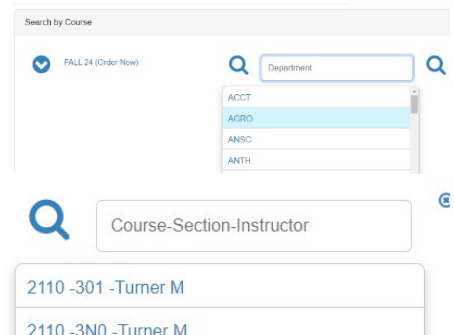 Search by Course
FALL 24 (Order Now)
Department
ACCT
AGRO
ANSC
ANTH
Course-Section-Instructor
2110 -301 -Turner M
2110 -3N0 -Turner M